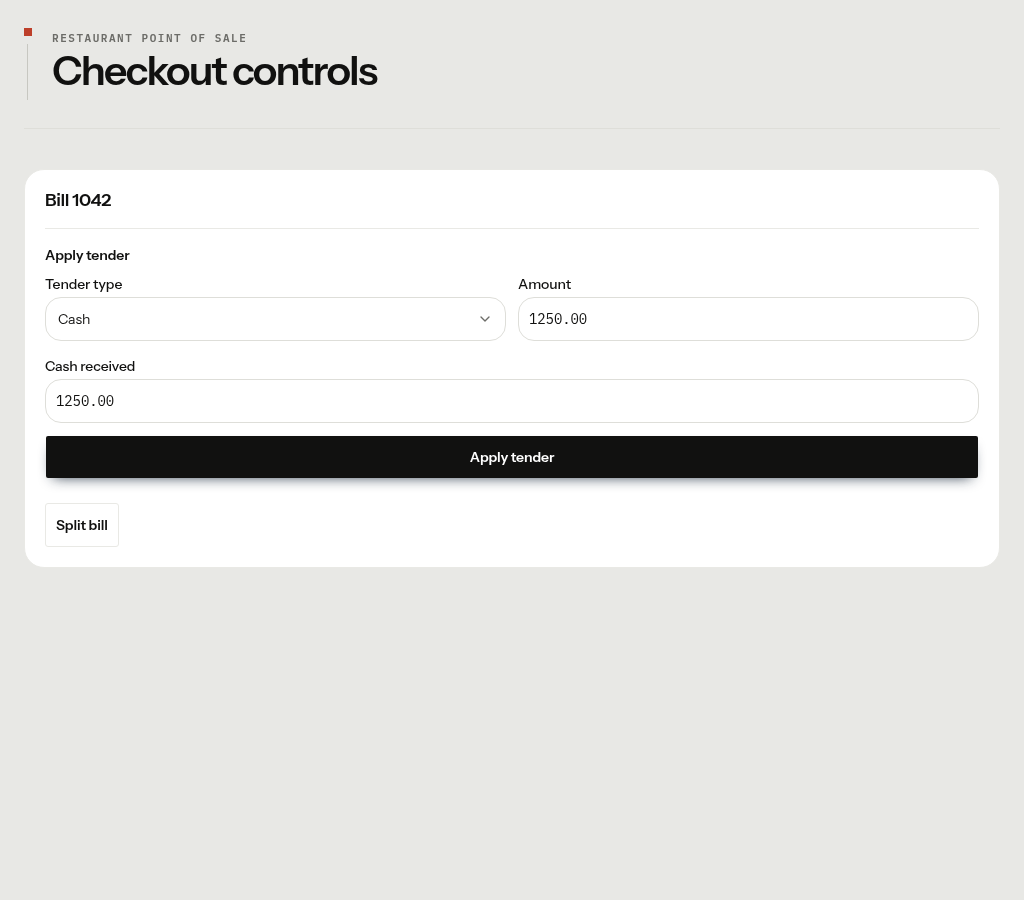 RESTAURANT POINT OF SALE
Checkout controls
Bill 1042
Apply tender
Tender type
Amount
Cash
1250.00
Cash received
1250.00
Apply tender
Split bill